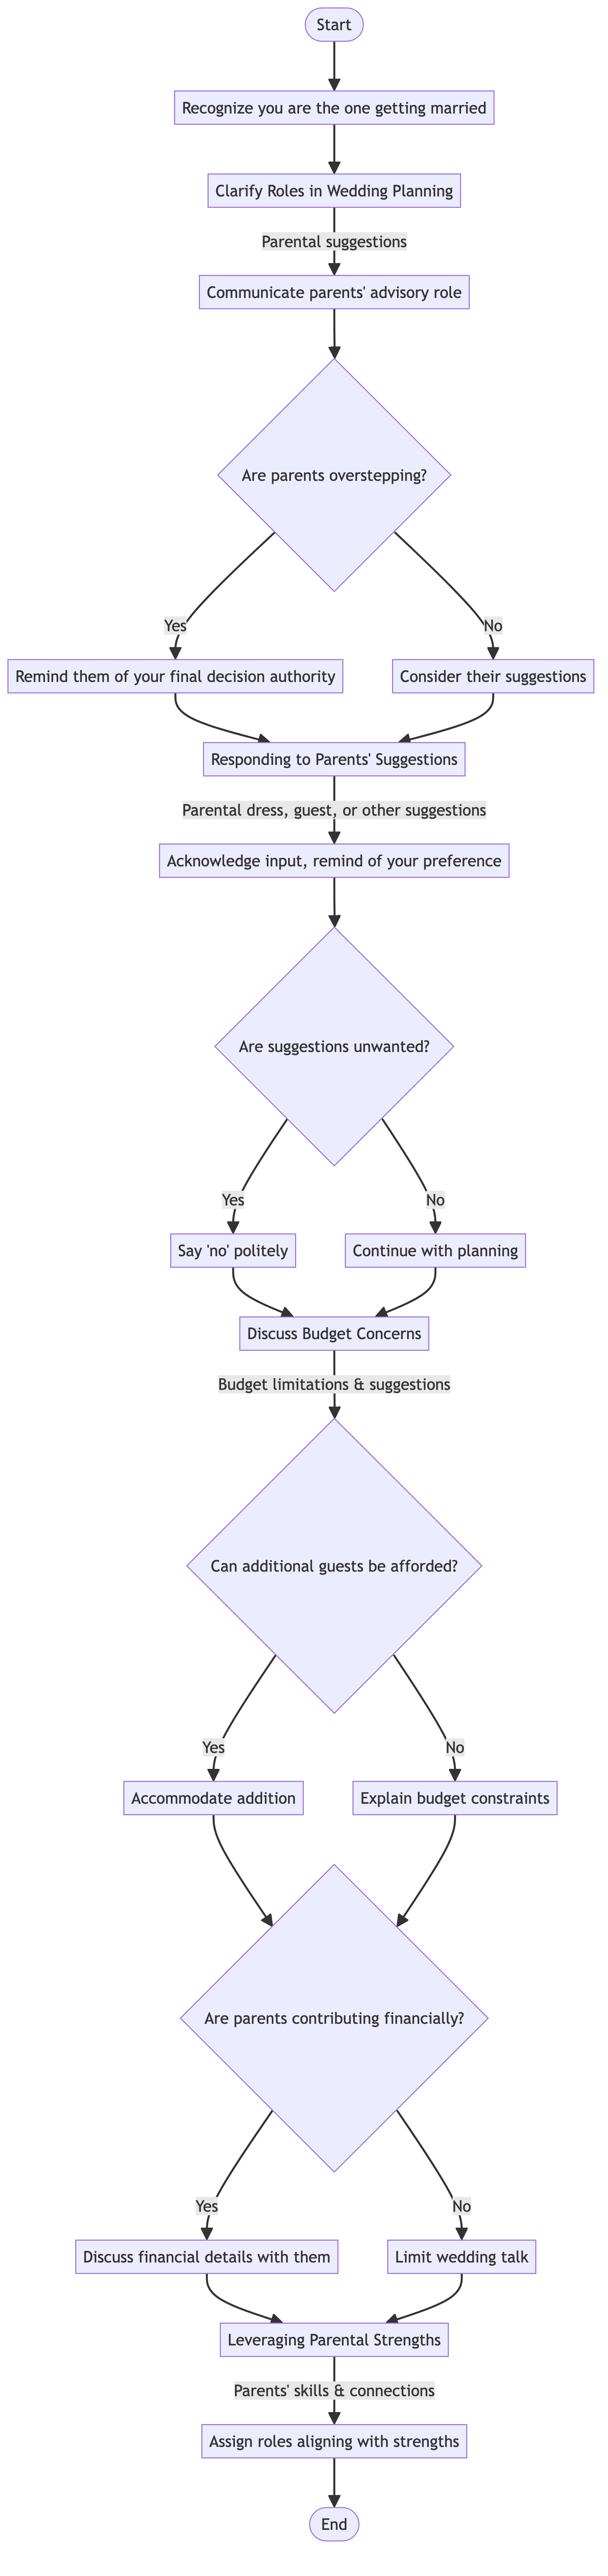 Start
Recognize you are the one getting married
Clarify Roles in Wedding Planning
Parental suggestions
Communicate parents' advisory role
Are parents overstepping?
Yes
No
Remind them of your final decision authority
Consider their suggestions
Responding to Parents' Suggestions
Parental dress, guest, or other suggestions
Acknowledge input, remind of your preference
Are suggestions unwanted?
Yes
No
Say 'no' politely
Continue with planning
Discuss Budget Concerns
Budget limitations & suggestions
Can additional guests be afforded?
Yes
No
Accommodate addition
Explain budget constraints
Are parents contributing financially?
Yes
No
Discuss financial details with them
Limit wedding talk
Leveraging Parental Strengths
Parents' skills & connections
Assign roles aligning with strengths
End